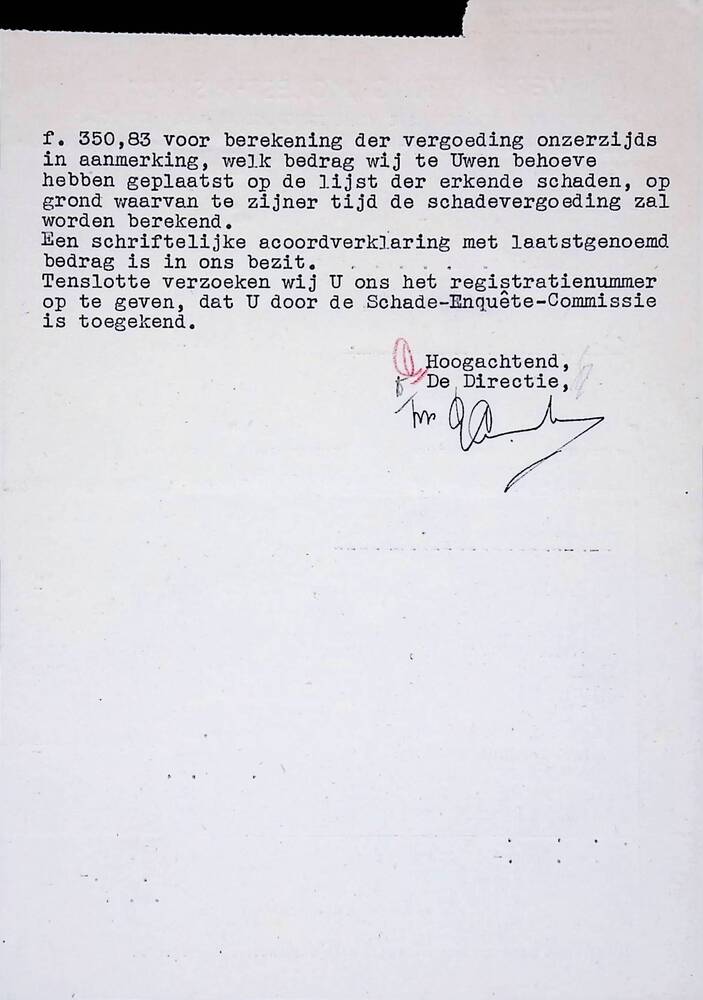 f. 350,83 voor berekening der vergoeding onzerzijds
in aanmerking, welk bedrag wij te Uwen behoeve
hebben geplaatst op de lijst der erkende schaden, op
grond waarvan te zijner tijd de schadevergoeding zal
worden berekend.
Een schriftelijke acoordverklaring met laatstgenoemd
bedrag is in ons bezit.
Tenslotte verzoeken wij U ons het registratienummer
op te geven, dat U door de Schade-Enquête-Commissie
is toegekend.
Hoogachtend,
De Directie,